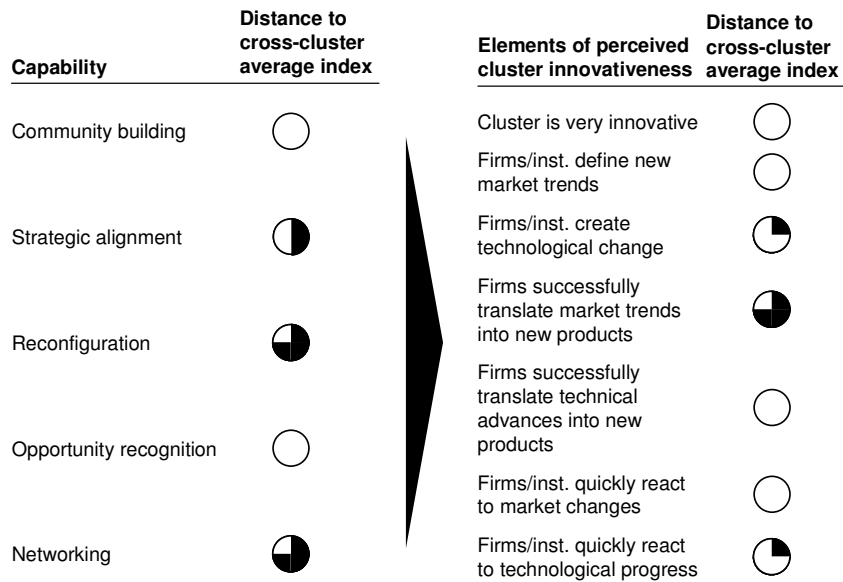 Capability
Distance to
cross-cluster
average index
Community building
Strategic alignment
Reconfiguration
Opportunity recognition
Networking
Elements of perceived
cluster innovativeness
Distance to
cross-cluster
average index
Cluster is very innovative
Firms/inst. define new
market trends
Firms/inst. create
technological change
Firms successfully
translate market trends
into new products
Firms successfully
translate technical
advances into new
products
Firms/inst. quickly react
to market changes
Firms/inst. quickly react
to technological progress